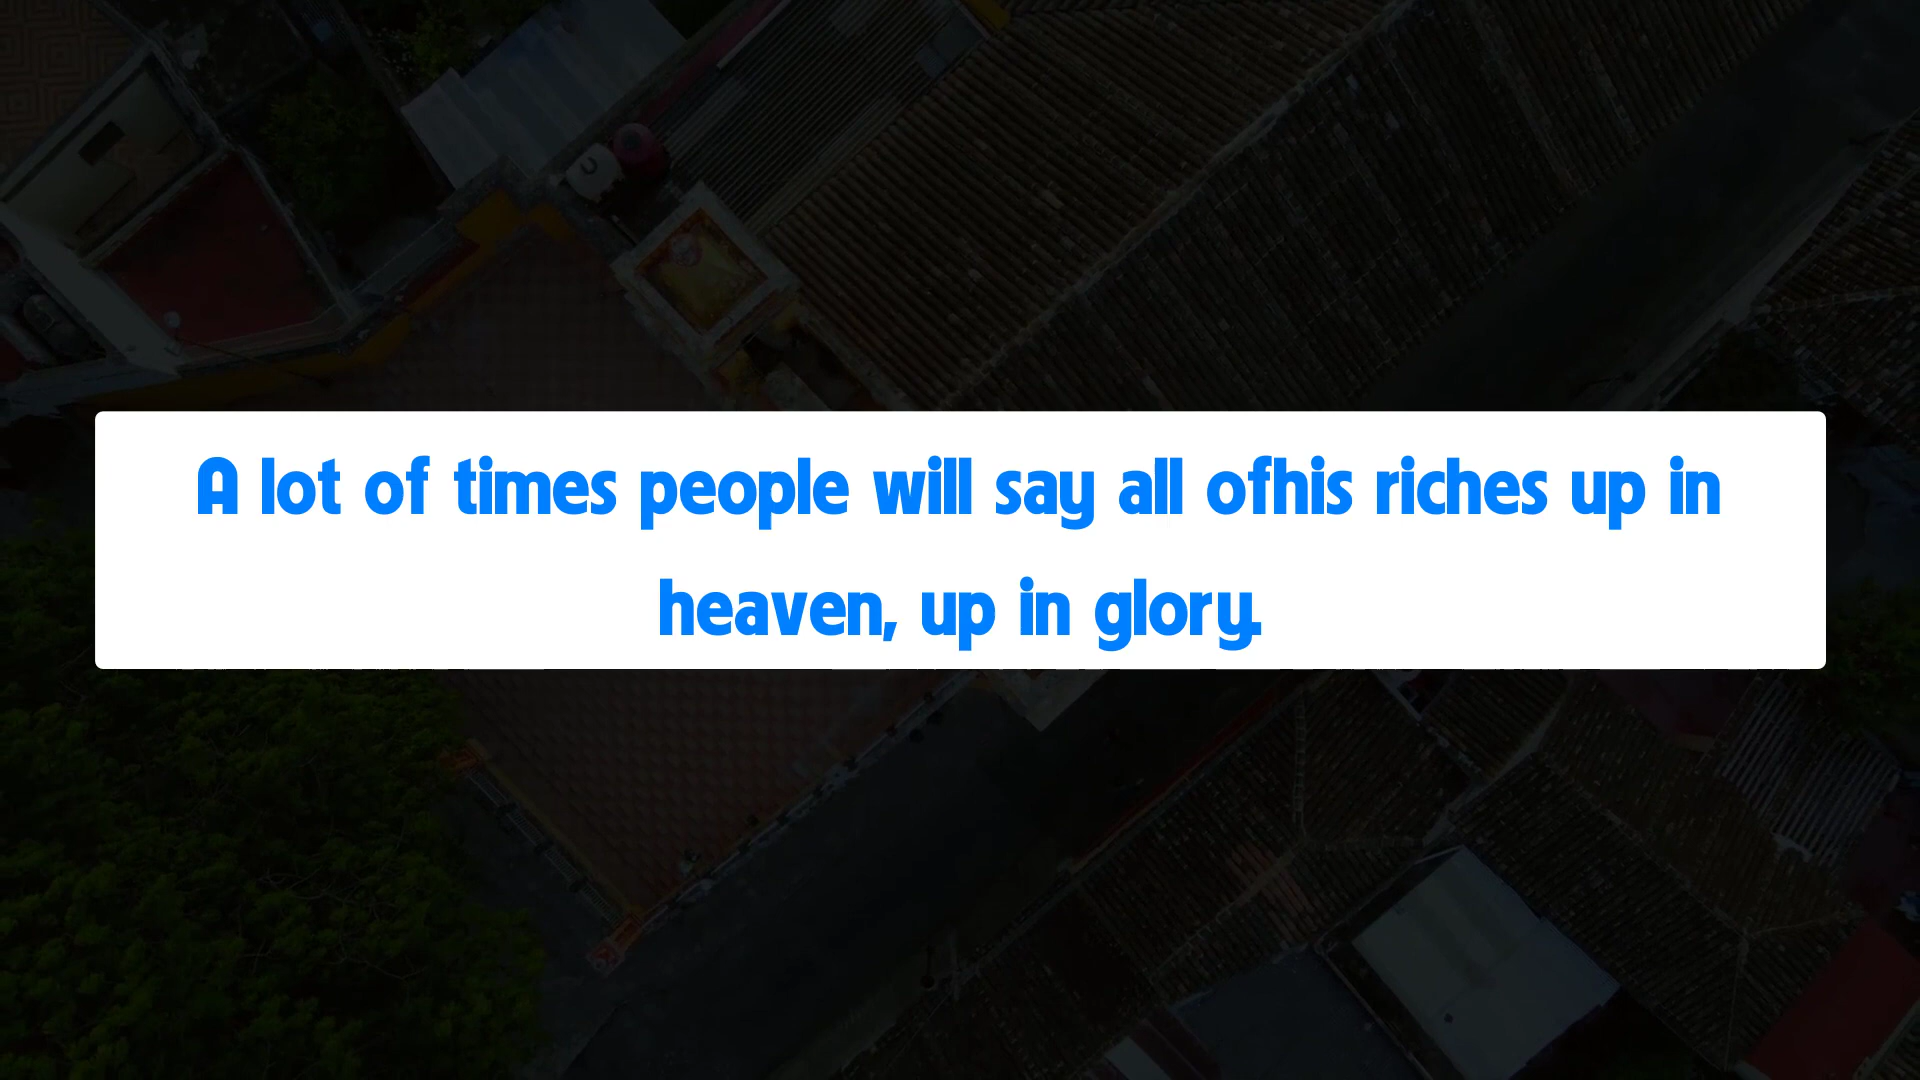 A lot of times people will say all ofhis riches up in
heaven, up in glory.